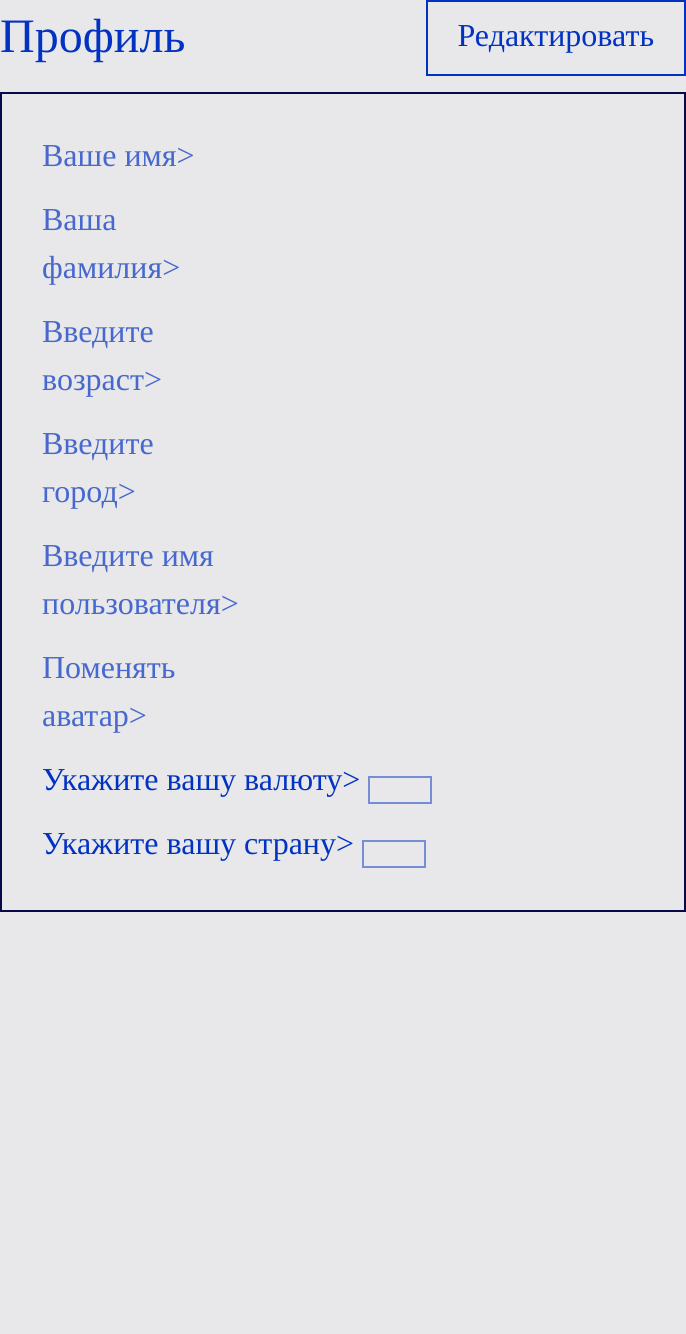 Профиль
Редактировать
Ваше имя>
Ваша
фамилия>
Введите
возраст>
Введите
город>
Введите имя
пользователя>
Поменять
аватар>
Укажите вашу валюту>
Укажите вашу страну>